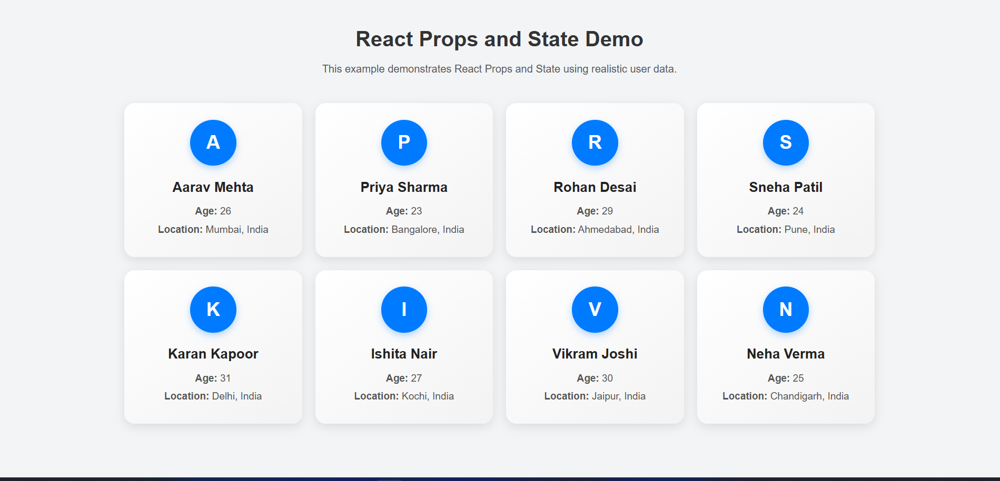 React Props and State Demo
This example demonstrates React Props and State using realistic user data.
A
Aarav Mehta
Age: 26
Location: Mumbai, India
P
Priya Sharma
Age: 23
Location: Bangalore, India
R
Rohan Desai
Age: 29
Location: Ahmedabad, India
S
Sneha Patil
Age: 24
Location: Pune, India
K
Karan Kapoor
Age: 31
Location: Delhi, India
I
Ishita Nair
Age: 27
Location: Kochi, India
V
Vikram Joshi
Age: 30
Location: Jaipur, India
N
Neha Verma
Age: 25
Location: Chandigarh, India